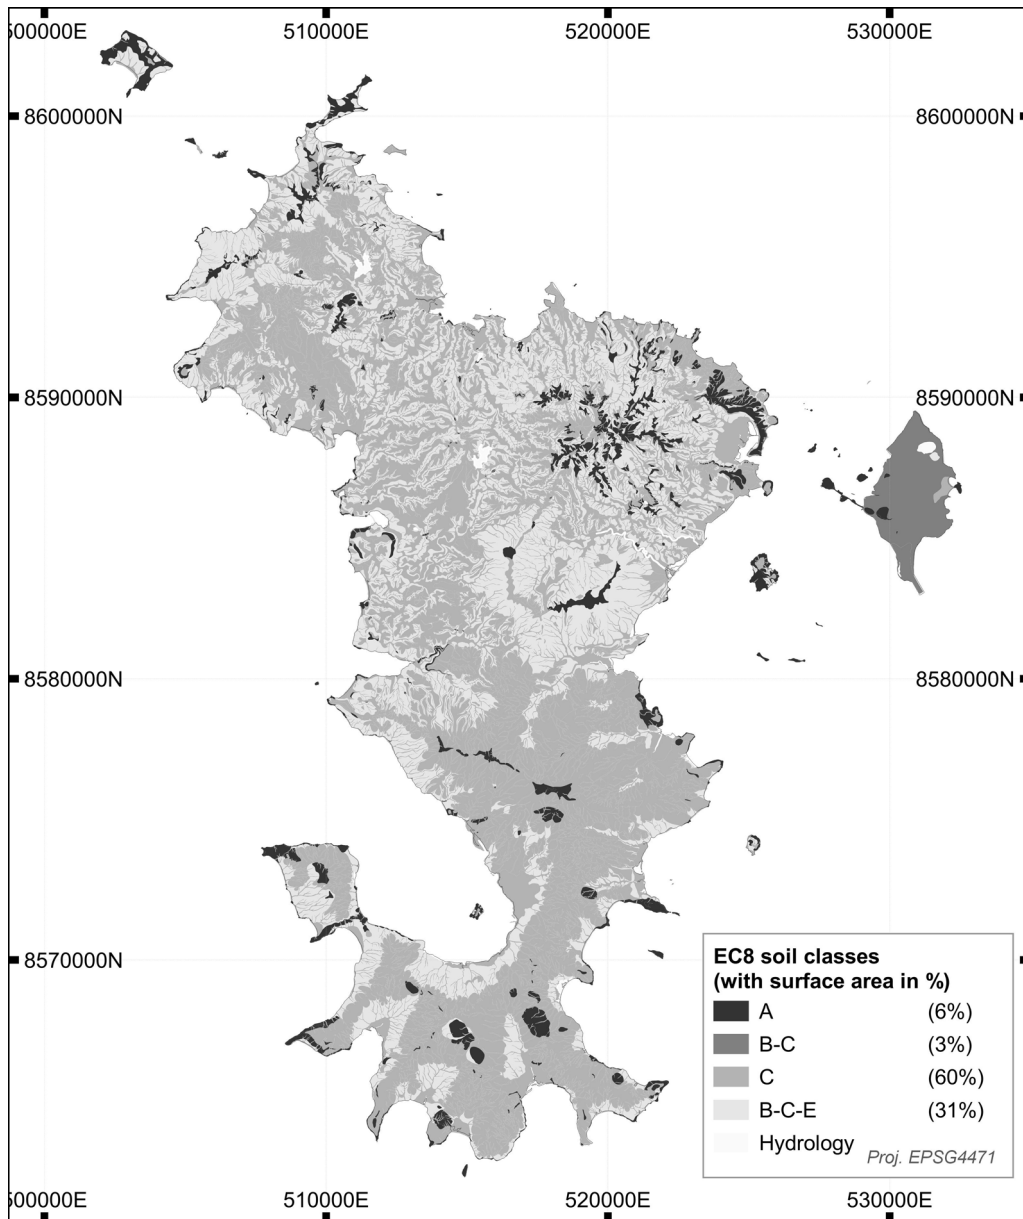 500000E 510000E 520000E 530000E
8600000N 8600000N
8590000N 8590000N
8580000N 8580000N
8570000N
EC8 soil classes
(with surface area in %)
A (6%)
B-C (3%)
C (60%)
B-C-E (31%)
Hydrology
Proj. EPSG4471
500000E 510000E 520000E 530000E